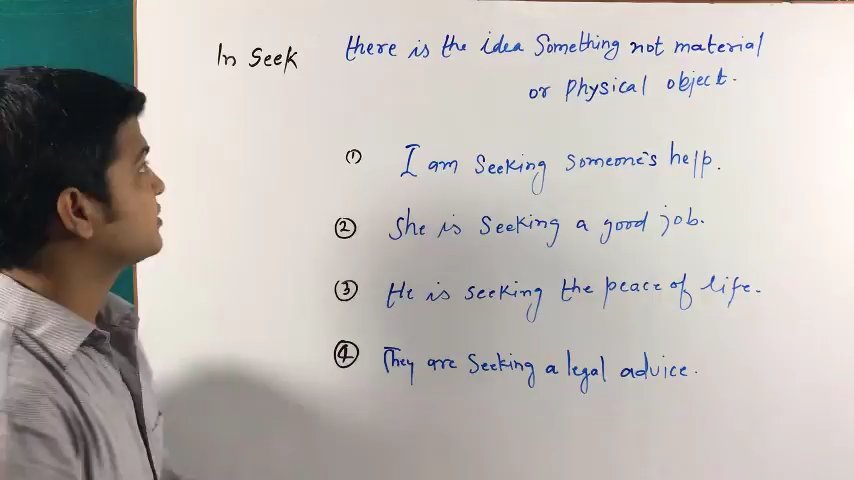 In Seek there is the idea Something not material
or physical object.
① I am seeking someone's help.
② She is seeking a good job.
③ He is seeking the peace of life.
④ They are seeking a legal advice.